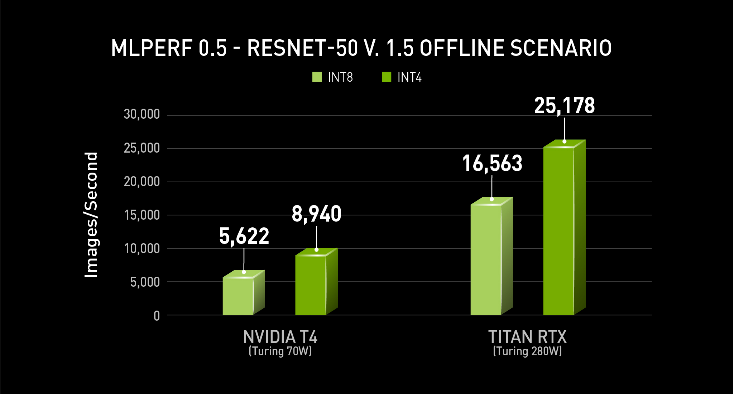 MLPERF 0.5 - RESNET-50 V. 1.5 OFFLINE SCENARIO
INT8 INT4
Images/Second
30,000
25,000
20,000
15,000
10,000
5,000
0
5,622
8,940
16,563
25,178
NVIDIA T4
(Turing 70W)
TITAN RTX
(Turing 280W)